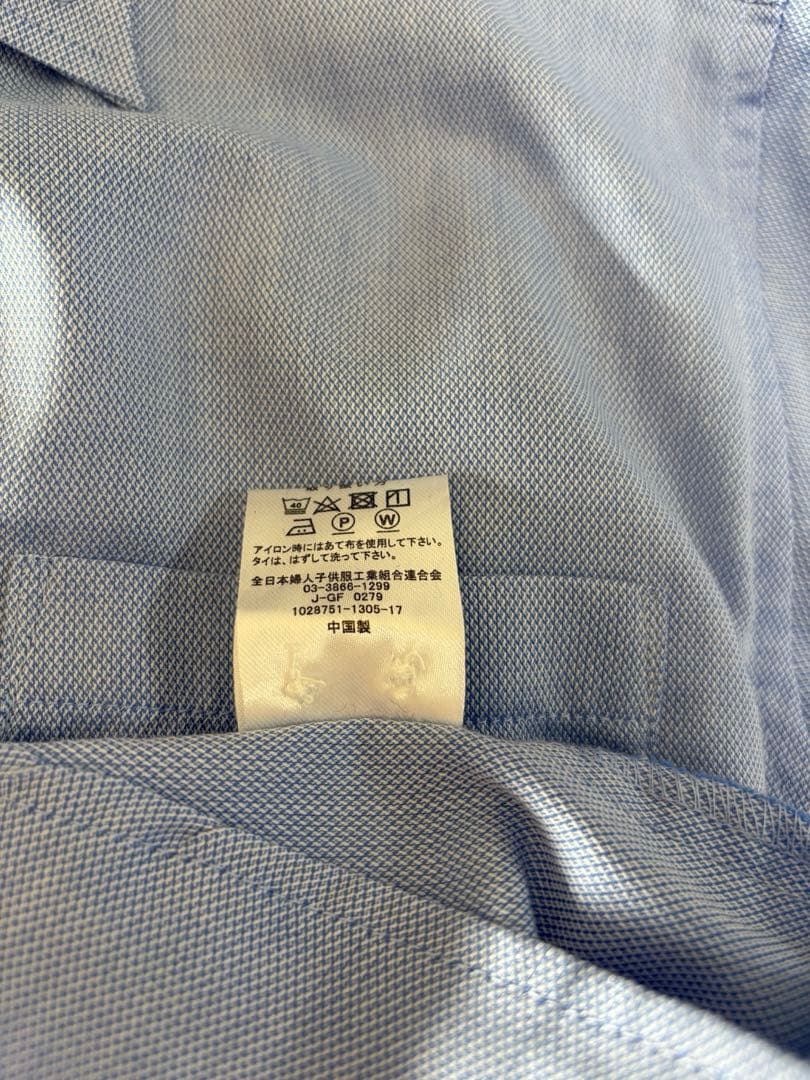 40
P W
アイロン時にはあて布を使用して下さい。
タイは、はずして洗って下さい。
全日本婦人子供服工業組合連合会
03-3866-1299
J-GF 0279
1028751-1305-17
中国製